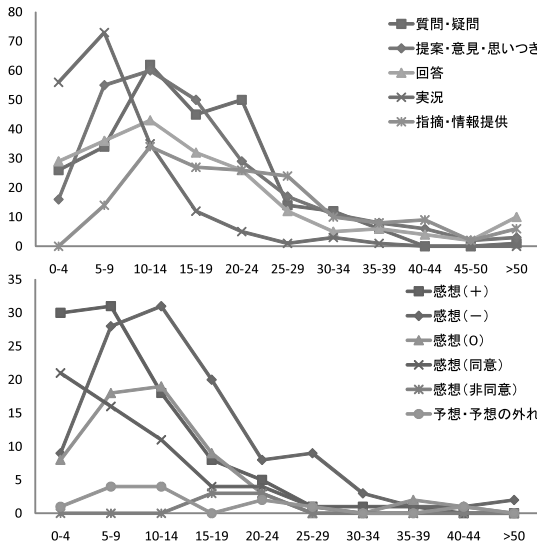 80
70
60
50
40
30
20
10
0
質問・疑問
提案・意見・思いつき
回答
実況
指摘・情報提供
0-4 5-9 10-14 15-19 20-24 25-29 30-34 35-39 40-44 45-50 >50
35
30
25
20
15
10
5
0
感想(+)
感想(－)
感想(0)
感想(同意)
感想(非同意)
予想・予想の外れ
0-4 5-9 10-14 15-19 20-24 25-29 30-34 35-39 40-44 >50